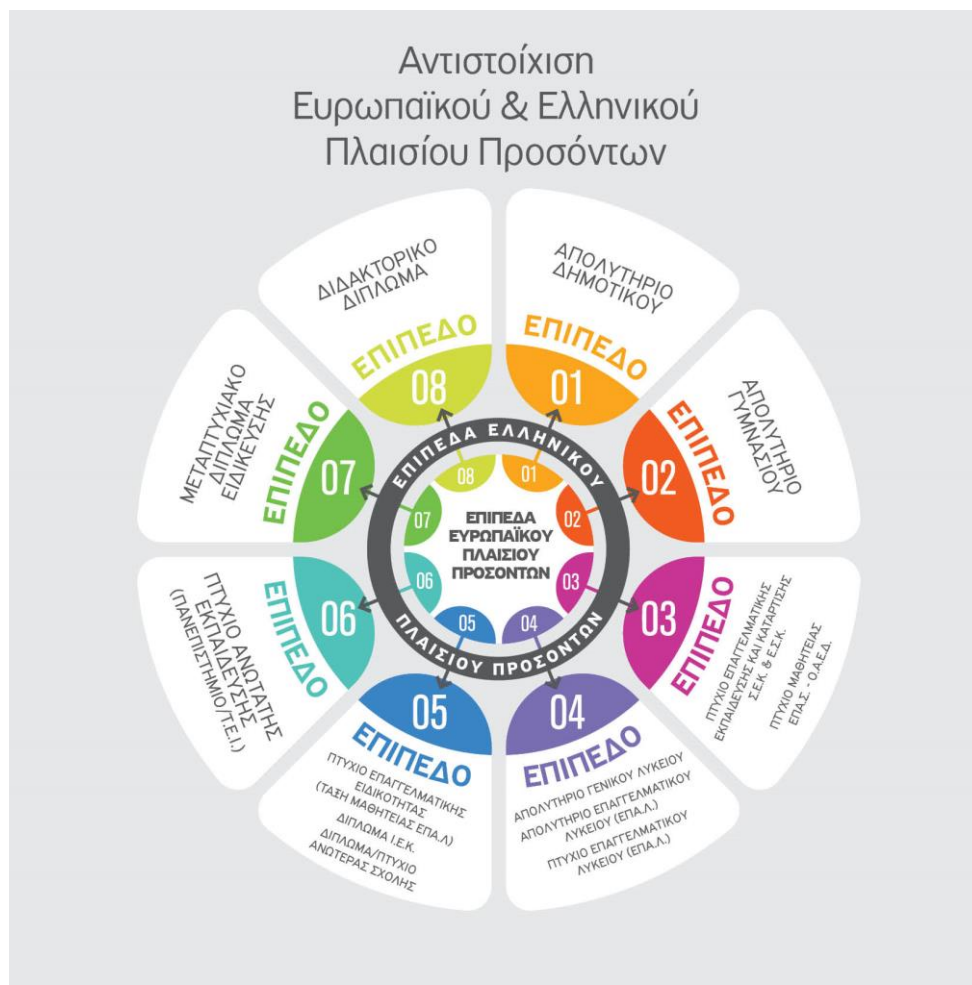 Αντιστοίχιση
Ευρωπαϊκού & Ελληνικού
Πλαισίου Προσόντων
ΑΠΟΛΥΤΗΡΙΟ
ΔΗΜΟΤΙΚΟΥ
ΕΠΙΠΕΔΟ
01
ΑΠΟΛΥΤΗΡΙΟ
ΓΥΜΝΑΣΙΟΥ
ΕΠΙΠΕΔΟ
02
ΠΤΥΧΙΟ ΕΠΑΓΓΕΛΜΑΤΙΚΗΣ
ΕΚΠΑΙΔΕΥΣΗΣ ΚΑΙ ΚΑΤΑΡΤΙΣΗΣ
Σ.Ε.Κ. & Ε.Σ.Κ.
ΠΤΥΧΙΟ ΜΑΘΗΤΕΙΑΣ
ΕΠΑ.Σ. - Ο.Α.Ε.Δ.
ΕΠΙΠΕΔΟ
03
04
ΕΠΙΠΕΔΟ
ΑΠΟΛΥΤΗΡΙΟ ΓΕΝΙΚΟΥ ΛΥΚΕΙΟΥ
ΑΠΟΛΥΤΗΡΙΟ ΕΠΑΓΓΕΛΜΑΤΙΚΟΥ
ΛΥΚΕΙΟΥ (ΕΠΑ.Λ.)
ΠΤΥΧΙΟ ΕΠΑΓΓΕΛΜΑΤΙΚΟΥ
ΛΥΚΕΙΟΥ (ΕΠΑ.Λ.)
05
ΕΠΙΠΕΔΟ
ΠΤΥΧΙΟ ΕΠΑΓΓΕΛΜΑΤΙΚΗΣ
ΕΙΔΙΚΟΤΗΤΑΣ
(ΤΑΞΗ ΜΑΘΗΤΕΙΑΣ ΕΠΑ.Λ)
ΔΙΠΛΩΜΑ Ι.Ε.Κ.
ΔΙΠΛΩΜΑ/ΠΤΥΧΙΟ
ΑΝΩΤΕΡΑΣ ΣΧΟΛΗΣ
ΠΤΥΧΙΟ ΑΝΩΤΑΤΗΣ
ΕΚΠΑΙΔΕΥΣΗΣ
(ΠΑΝΕΠΙΣΤΗΜΙΟ/Τ.Ε.Ι.)
ΕΠΙΠΕΔΟ
06
ΜΕΤΑΠΤΥΧΙΑΚΟ
ΔΙΠΛΩΜΑ
ΕΙΔΙΚΕΥΣΗΣ
ΕΠΙΠΕΔΟ
07
ΔΙΔΑΚΤΟΡΙΚΟ
ΔΙΠΛΩΜΑ
ΕΠΙΠΕΔΟ
08
ΕΠΙΠΕΔΑ ΕΛΛΗΝΙΚΟΥ
ΠΛΑΙΣΙΟΥ ΠΡΟΣΟΝΤΩΝ
01
02
03
04
05
06
07
08
ΕΠΙΠΕΔΑ
ΕΥΡΩΠΑΪΚΟΥ
ΠΛΑΙΣΙΟΥ
ΠΡΟΣΟΝΤΩΝ